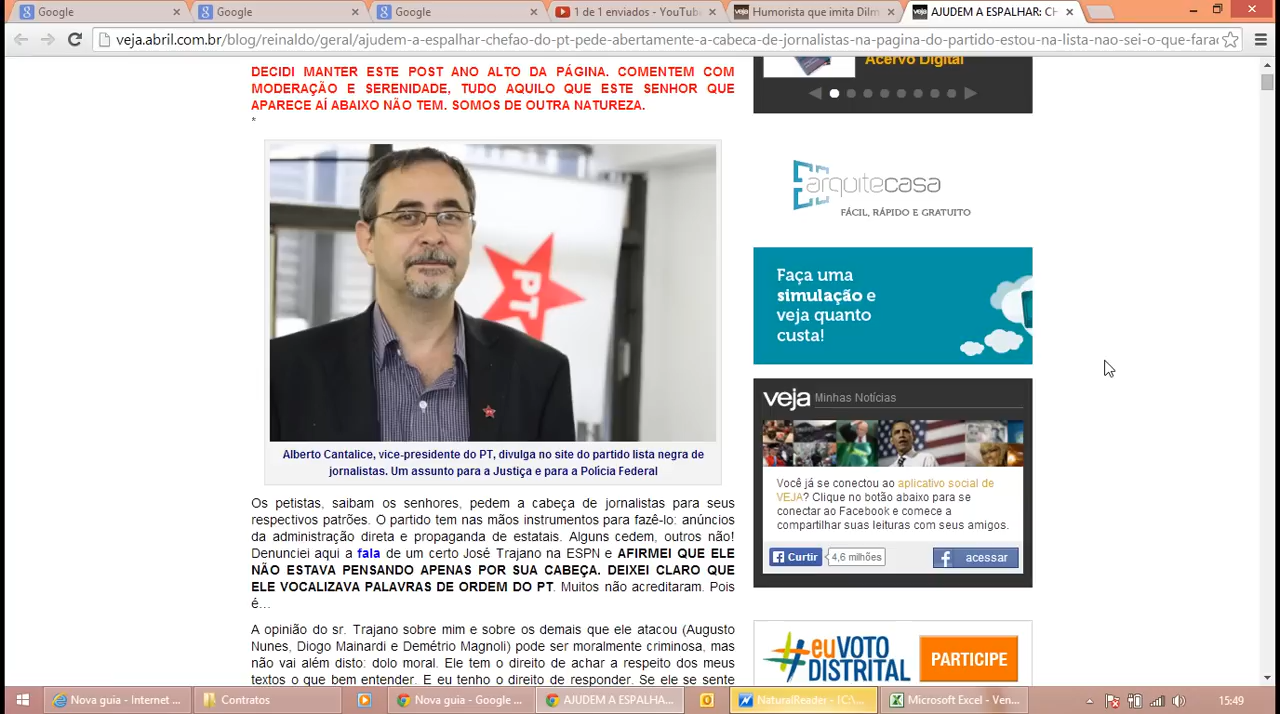 Google
Google
Google
1 de 1 enviados - YouTub
Humorista que imita Dilm
AJUDEM A ESPALHAR: CH
veja.abril.com.br/blog/reinaldo/geral/ajudem-a-espalhar-chefao-do-pt-pede-abertamente-a-cabeca-de-jornalistas-na-pagina-do-partido-estou-na-lista-nao-sei-o-que-fara
DECIDI MANTER ESTE POST ANO ALTO DA PÁGINA. COMENTEM COM
MODERAÇÃO E SERENIDADE, TUDO AQUILO QUE ESTE SENHOR QUE
APARECE AÍ ABAIXO NÃO TEM. SOMOS DE OUTRA NATUREZA.
*
PT
Alberto Cantalice, vice-presidente do PT, divulga no site do partido lista negra de
jornalistas. Um assunto para a Justiça e para a Polícia Federal
Os petistas, saibam os senhores, pedem a cabeça de jornalistas para seus
respectivos patrões. O partido tem nas mãos instrumentos para fazê-lo: anúncios
da administração direta e propaganda de estatais. Alguns cedem, outros não!
Denunciei aqui a fala de um certo José Trajano na ESPN e AFIRMEI QUE ELE
NÃO ESTAVA PENSANDO APENAS POR SUA CABEÇA. DEIXEI CLARO QUE
ELE VOCALIZAVA PALAVRAS DE ORDEM DO PT. Muitos não acreditaram. Pois
é…
A opinião do sr. Trajano sobre mim e sobre os demais que ele atacou (Augusto
Nunes, Diogo Mainardi e Demétrio Magnoli) pode ser moralmente criminosa, mas
não vai além disto: dolo moral. Ele tem o direito de achar a respeito dos meus
textos o que bem entender. E eu tenho o direito de responder. Se ele se sente
Acervo Digital
arquitecasa
FÁCIL, RÁPIDO E GRATUITO
Faça uma
simulação e
veja quanto
custa!
veja Minhas Notícias
Você já se conectou ao aplicativo social de
VEJA? Clique no botão abaixo para se
conectar ao Facebook e comece a
compartilhar suas leituras com seus amigos.
Curtir 4,6 milhões acessar
#euVOTO
DISTRITAL
PARTICIPE
Nova guia - Internet ...
Contratos
Nova guia - Google ...
AJUDEM A ESPALHA...
NaturalReader - [C:\...
Microsoft Excel - Ven...
15:49